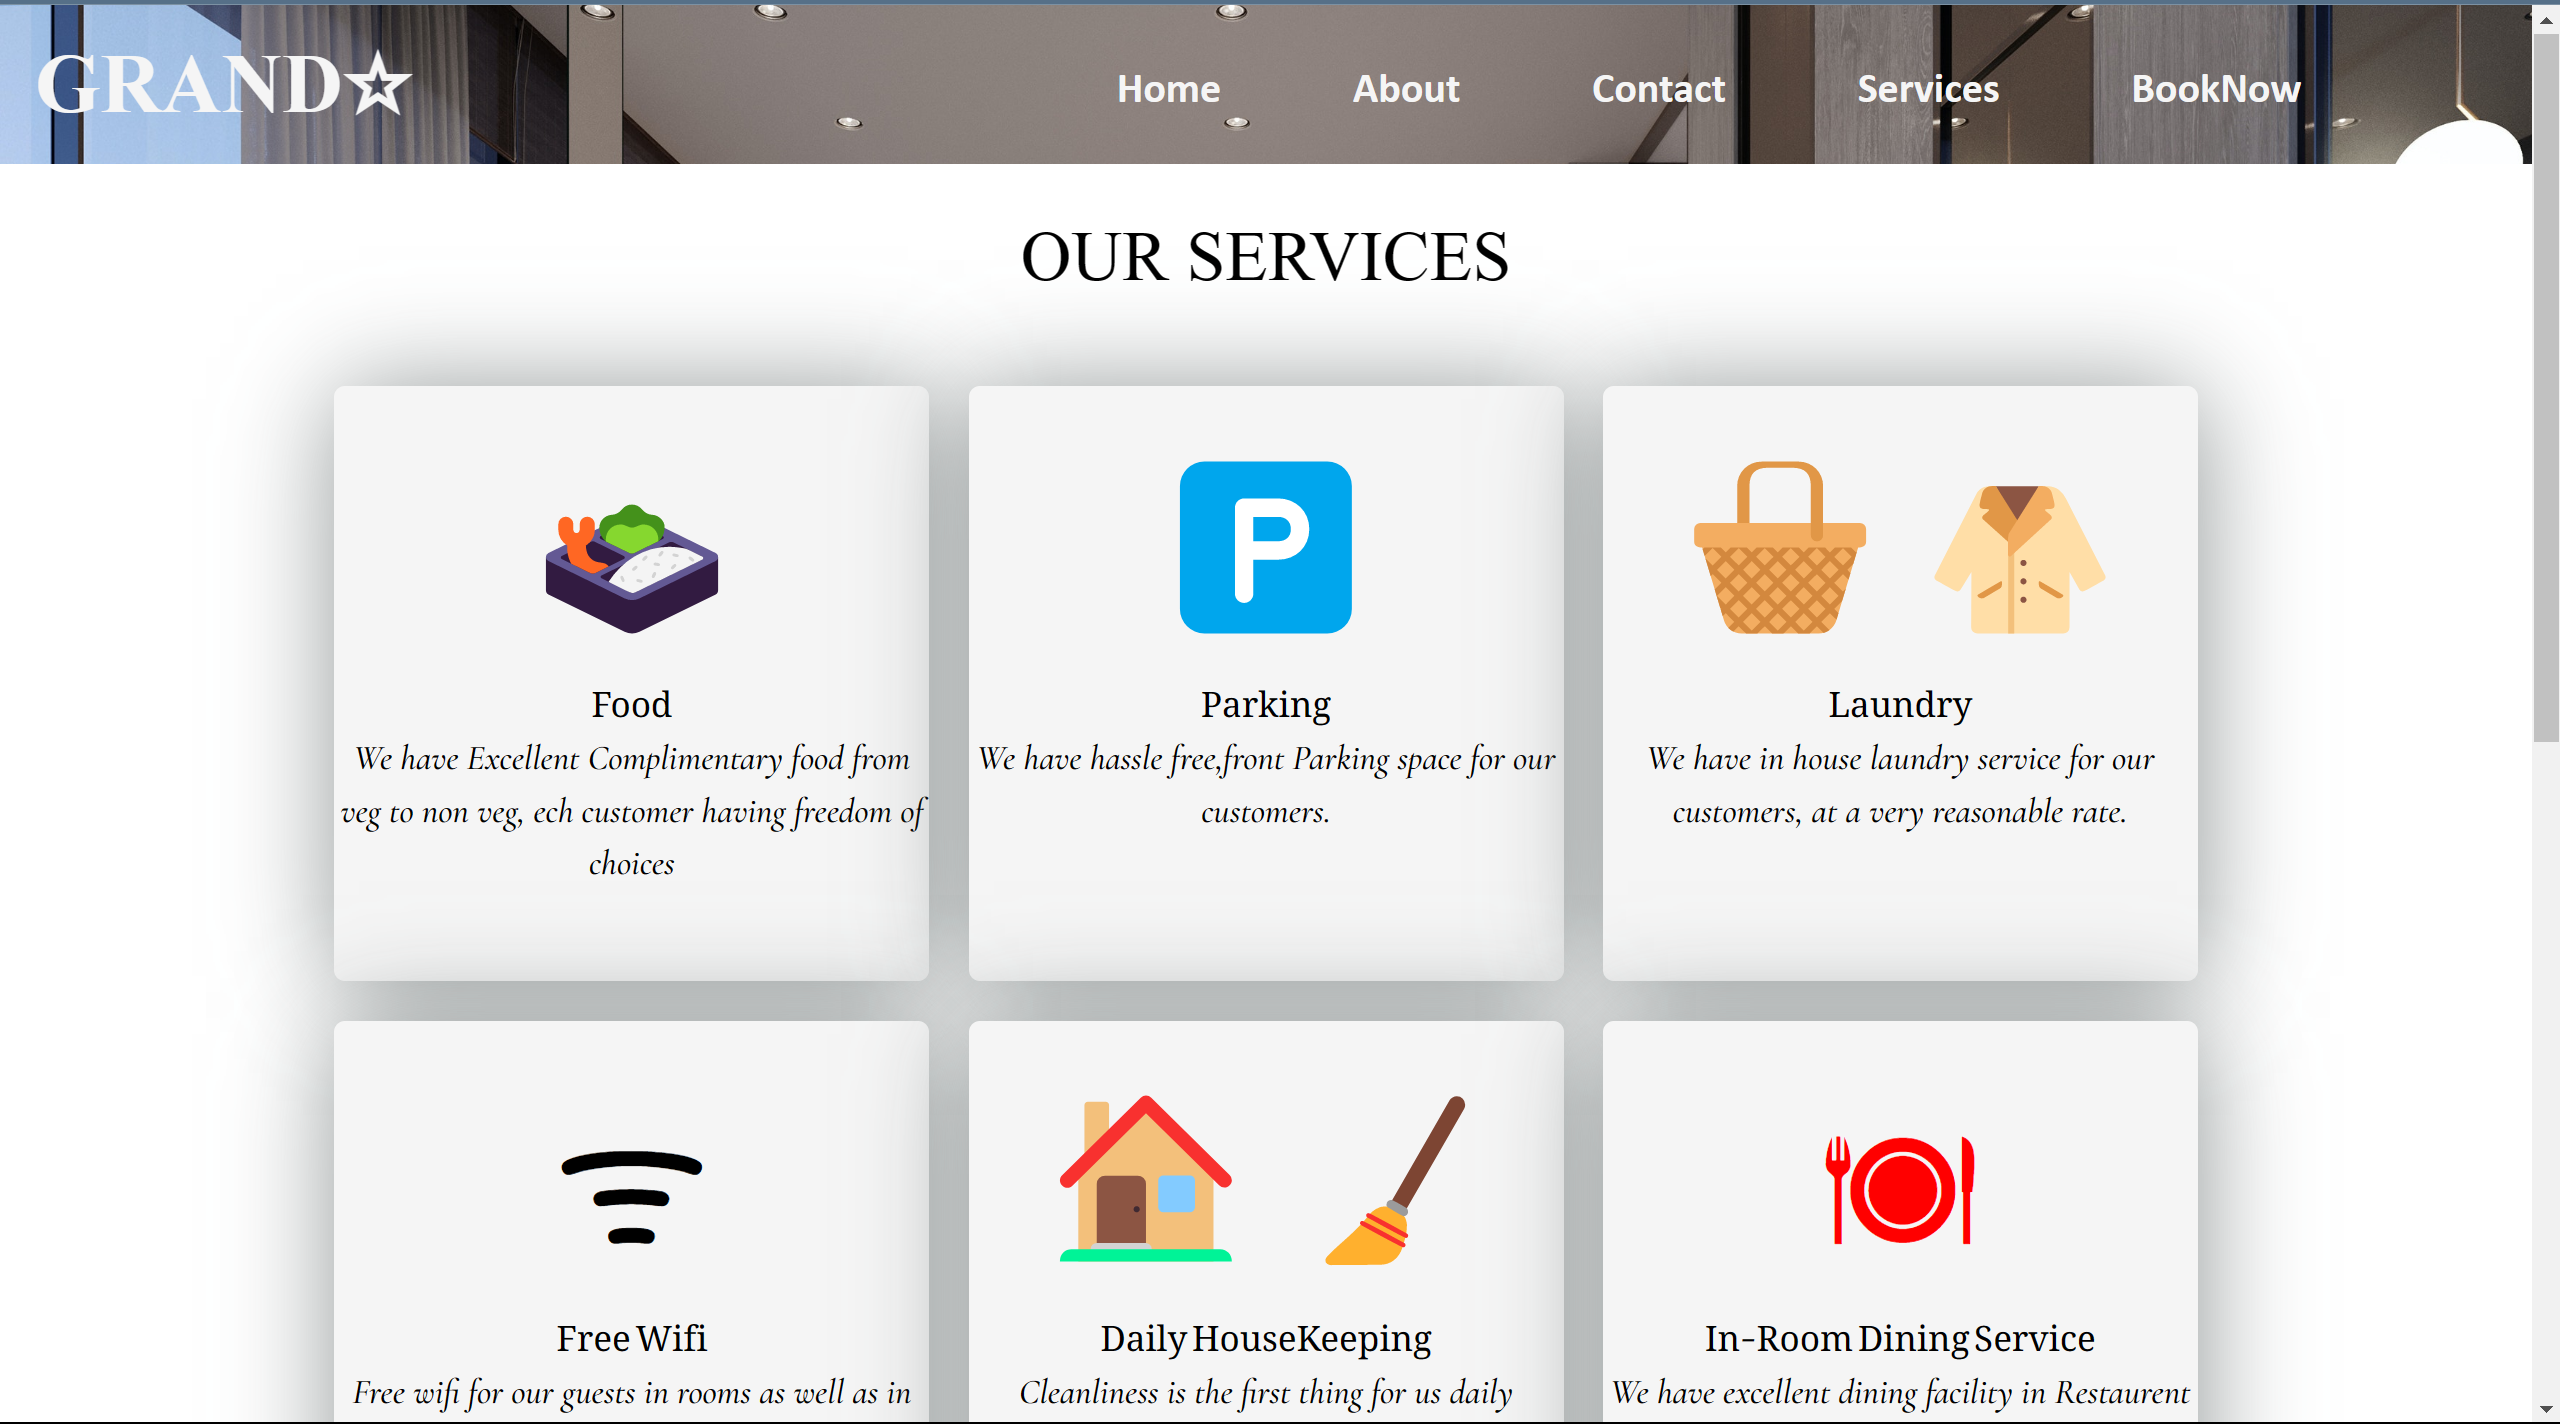 GRAND☆
Home About Contact Services BookNow
OUR SERVICES
Food
We have Excellent Complimentary food from
veg to non veg, ech customer having freedom of
choices
P
Parking
We have hassle free,front Parking space for our
customers.
Laundry
We have in house laundry service for our
customers, at a very reasonable rate.
Free Wifi
Free wifi for our guests in rooms as well as in
Daily HouseKeeping
Cleanliness is the first thing for us daily
In-Room Dining Service
We have excellent dining facility in Restaurent